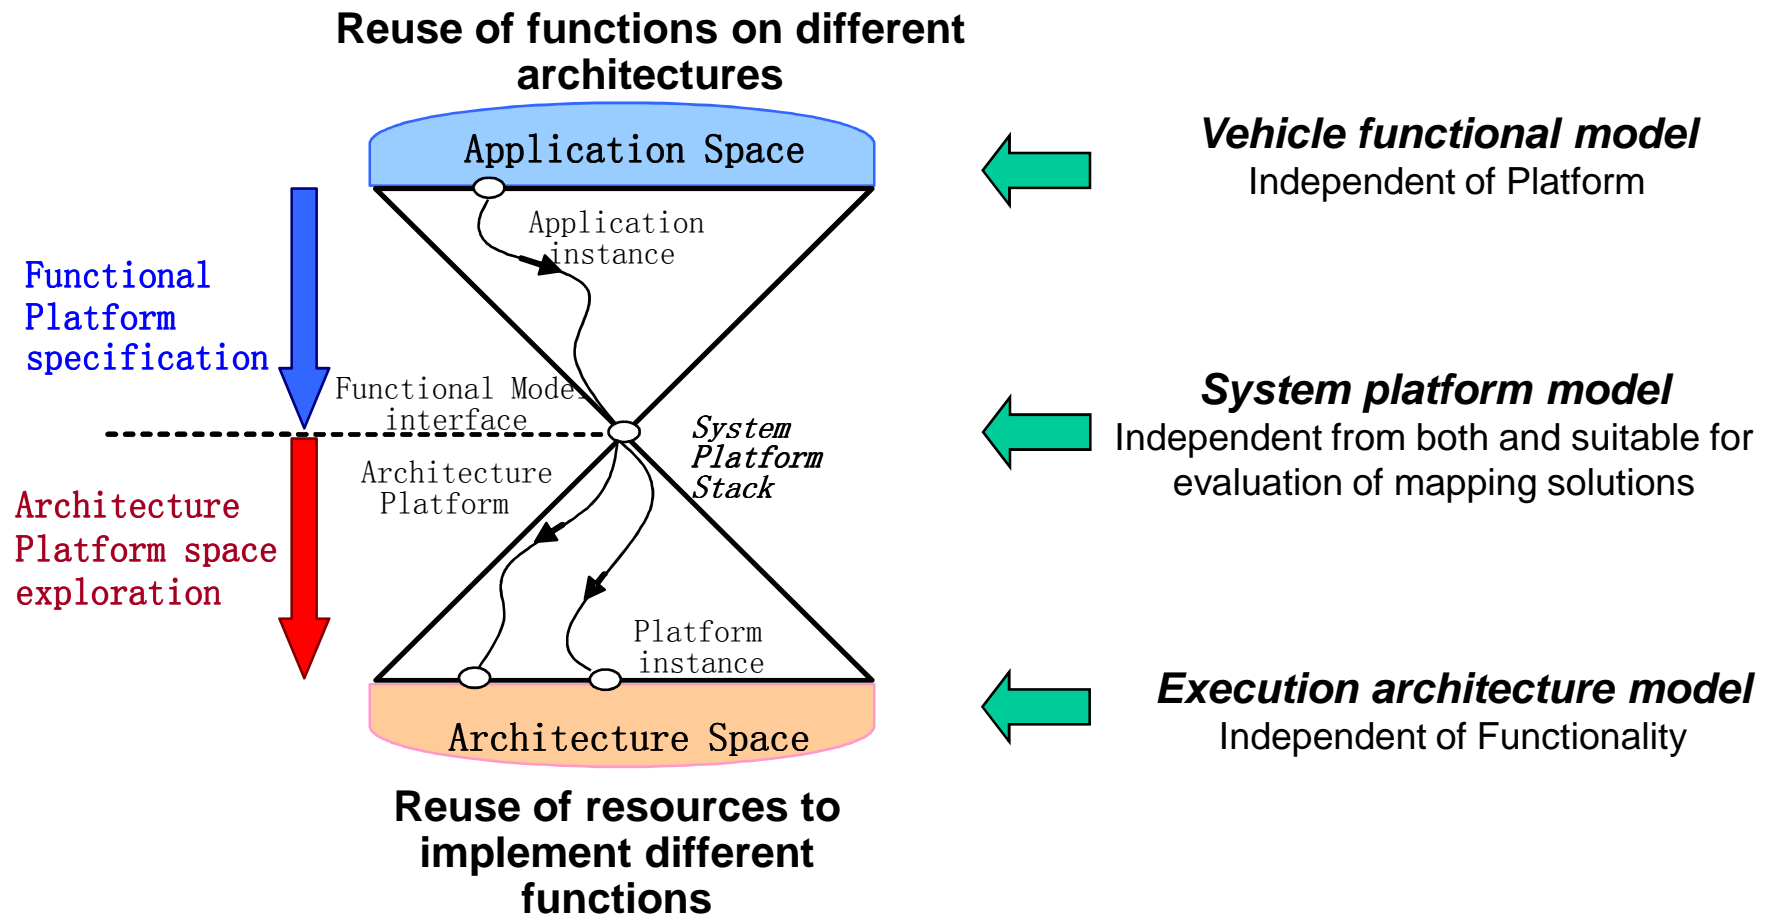 Reuse of functions on different
architectures
Application Space
Vehicle functional model
Independent of Platform
Application
instance
Functional
Platform
specification
Functional Model
interface
System
Platform
Stack
System platform model
Independent from both and suitable for
evaluation of mapping solutions
Architecture
Platform
Architecture
Platform space
exploration
Platform
instance
Architecture Space
Execution architecture model
Independent of Functionality
Reuse of resources to
implement different
functions